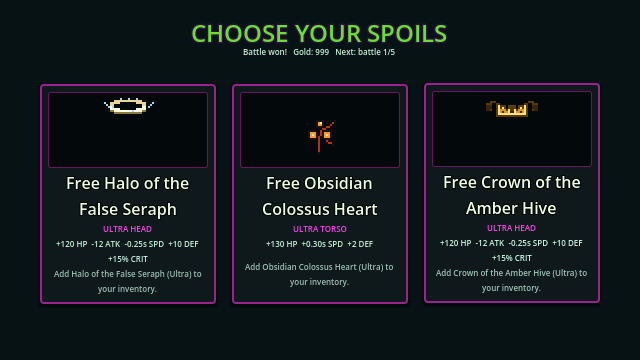 CHOOSE YOUR SPOILS
Battle won! Gold: 999 Next: battle 1/5
Free Halo of the
False Seraph
ULTRA HEAD
+120 HP -12 ATK -0.25s SPD +10 DEF
+15% CRIT
Add Halo of the False Seraph (Ultra) to
your inventory.
Free Obsidian
Colossus Heart
ULTRA TORSO
+130 HP +0.30s SPD +2 DEF
Add Obsidian Colossus Heart (Ultra) to
your inventory.
Free Crown of the
Amber Hive
ULTRA HEAD
+120 HP -12 ATK -0.25s SPD +10 DEF
+15% CRIT
Add Crown of the Amber Hive (Ultra) to
your inventory.